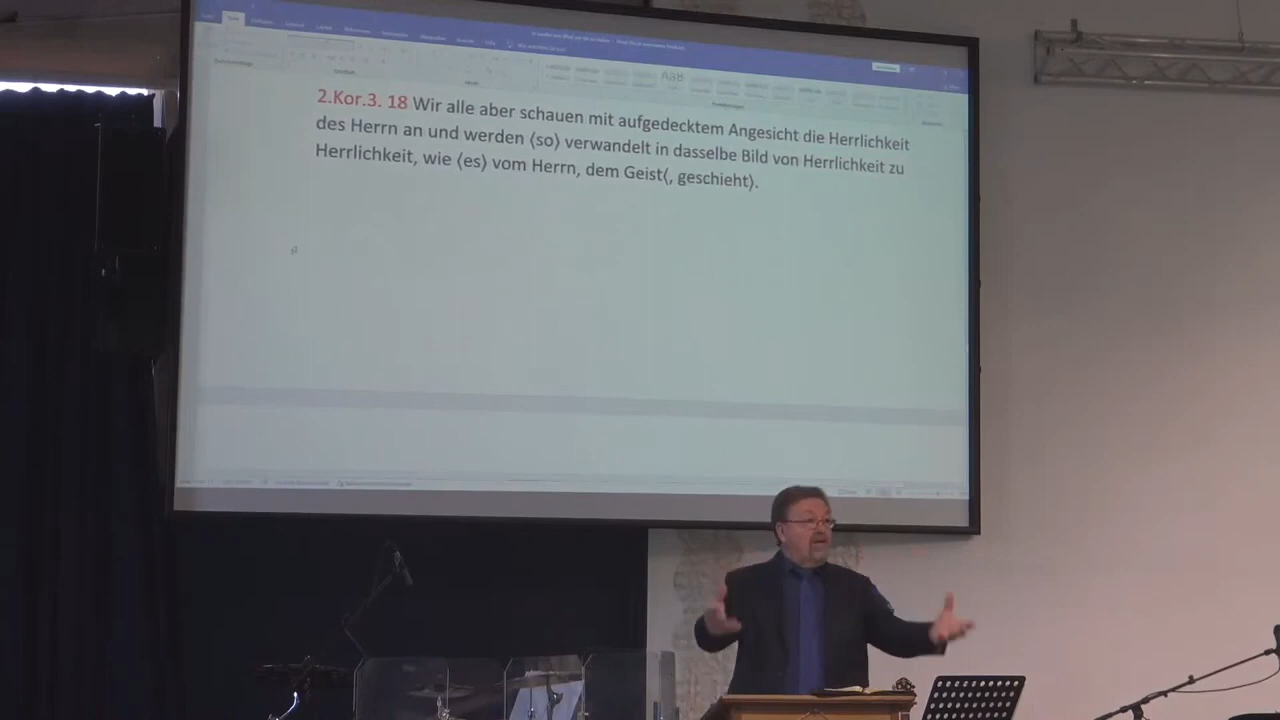 2.Kor.3. 18 Wir alle aber schauen mit aufgedecktem Angesicht die Herrlichkeit
des Herrn an und werden ⟨so⟩ verwandelt in dasselbe Bild von Herrlichkeit zu
Herrlichkeit, wie ⟨es⟩ vom Herrn, dem Geist⟨, geschieht⟩.